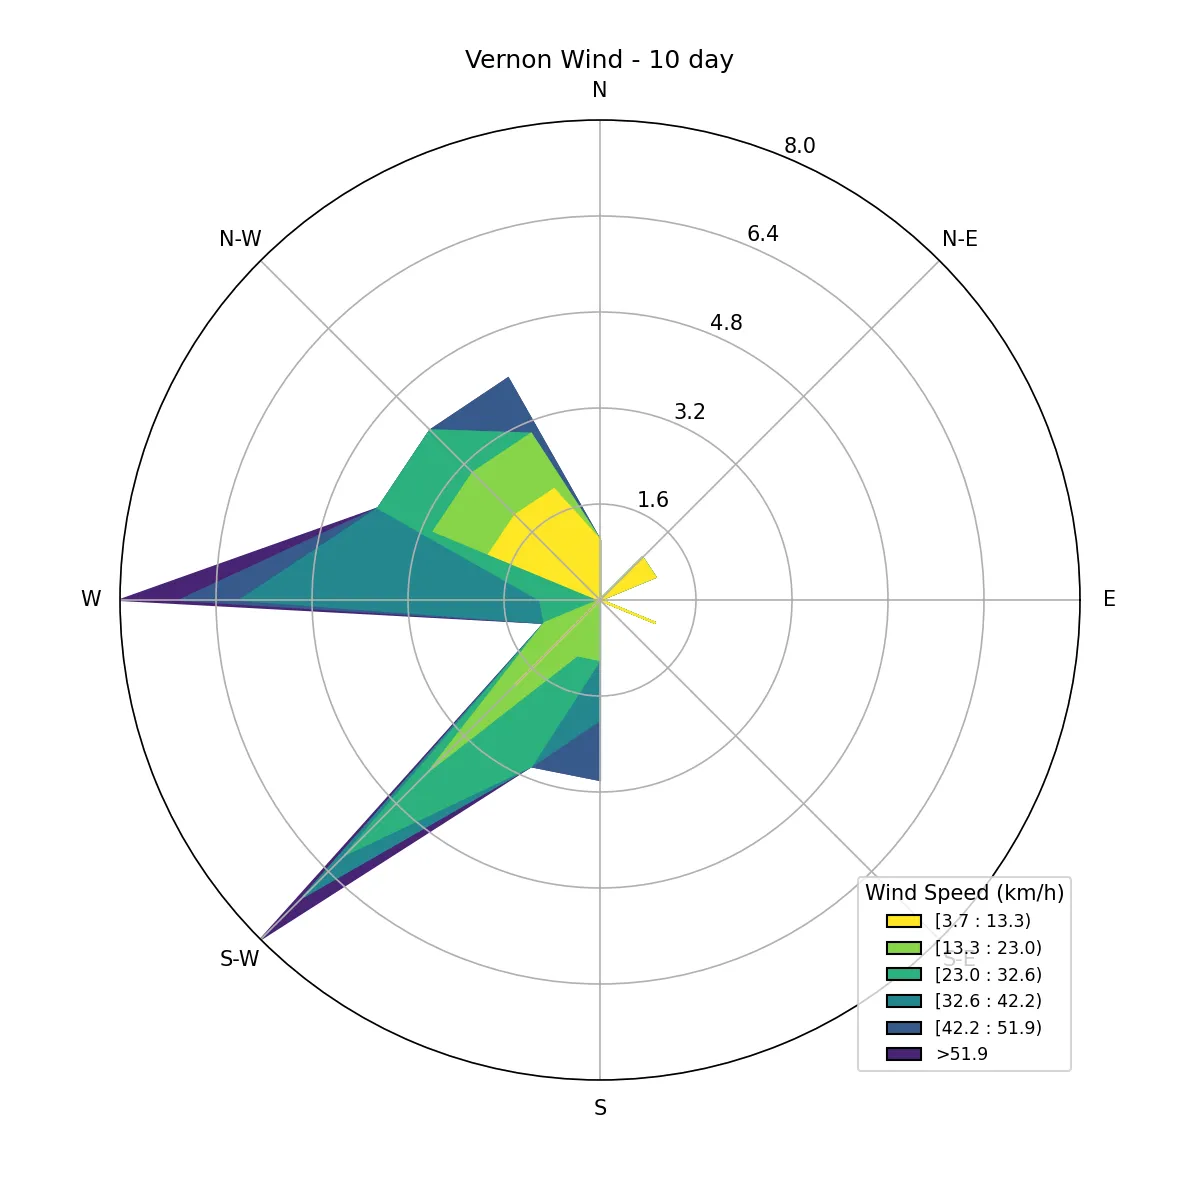 Vernon Wind - 10 day
N
8.0
N-W
6.4
N-E
4.8
3.2
1.6
W
E
S-W
S-E
S
Wind Speed (km/h)
[3.7 : 13.3)
[13.3 : 23.0)
[23.0 : 32.6)
[32.6 : 42.2)
[42.2 : 51.9)
>51.9